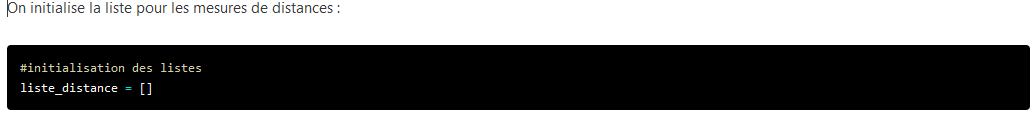 On initialise la liste pour les mesures de distances :
#initialisation des listes
liste_distance = []